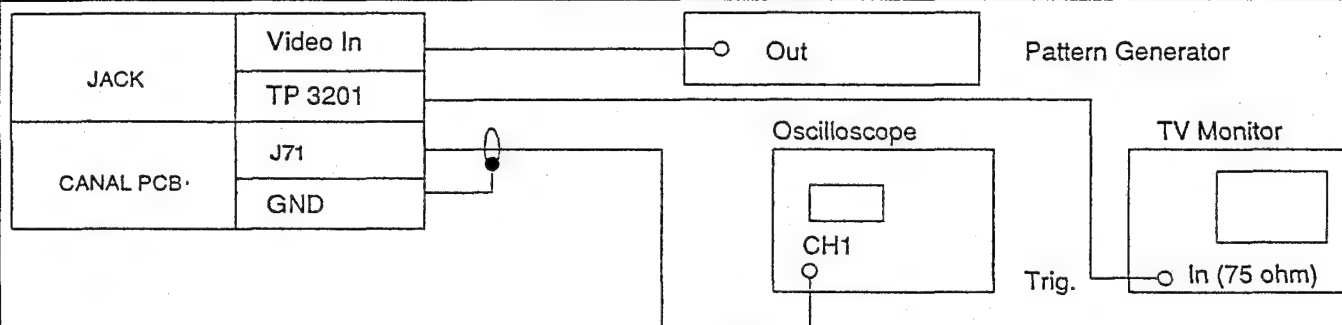 JACK
Video In
TP 3201
CANAL PCB
J71
GND
Out
Pattern Generator
Oscilloscope
CH1
Trig.
TV Monitor
In (75 ohm)